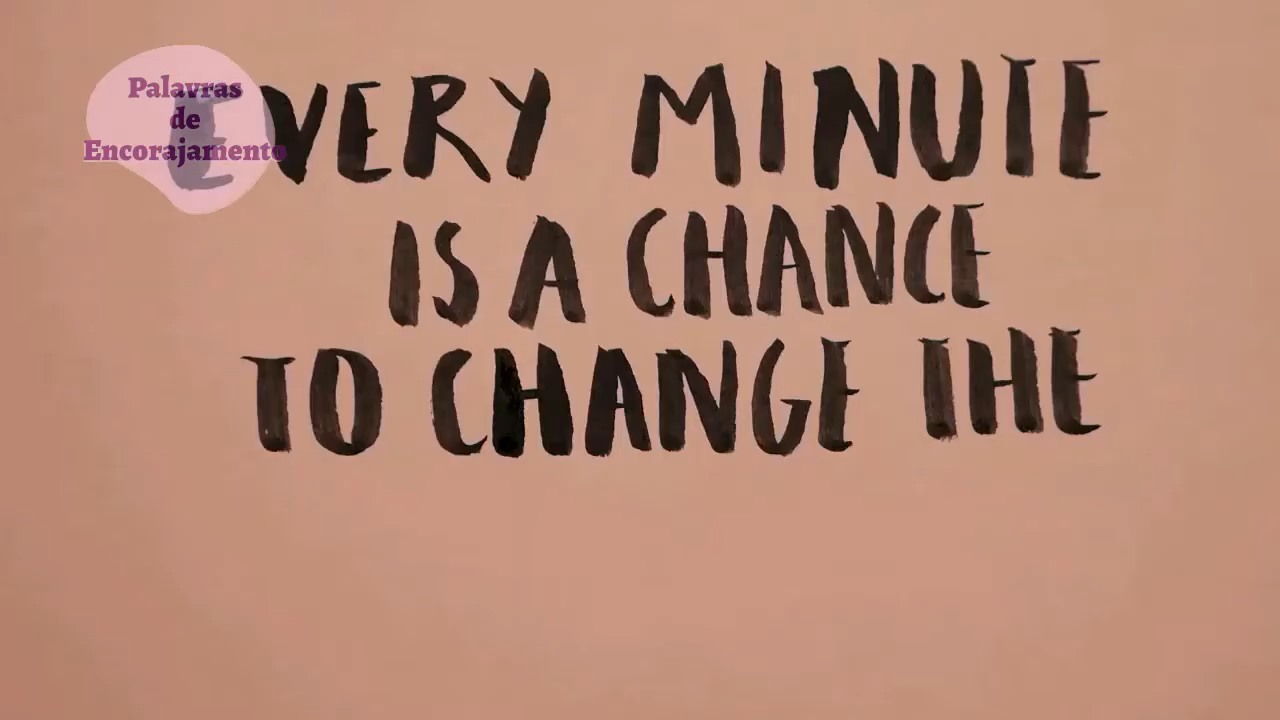 Palavras
de
Encorajamento
EVERY MINUTE
IS A CHANCE
TO CHANGE THE